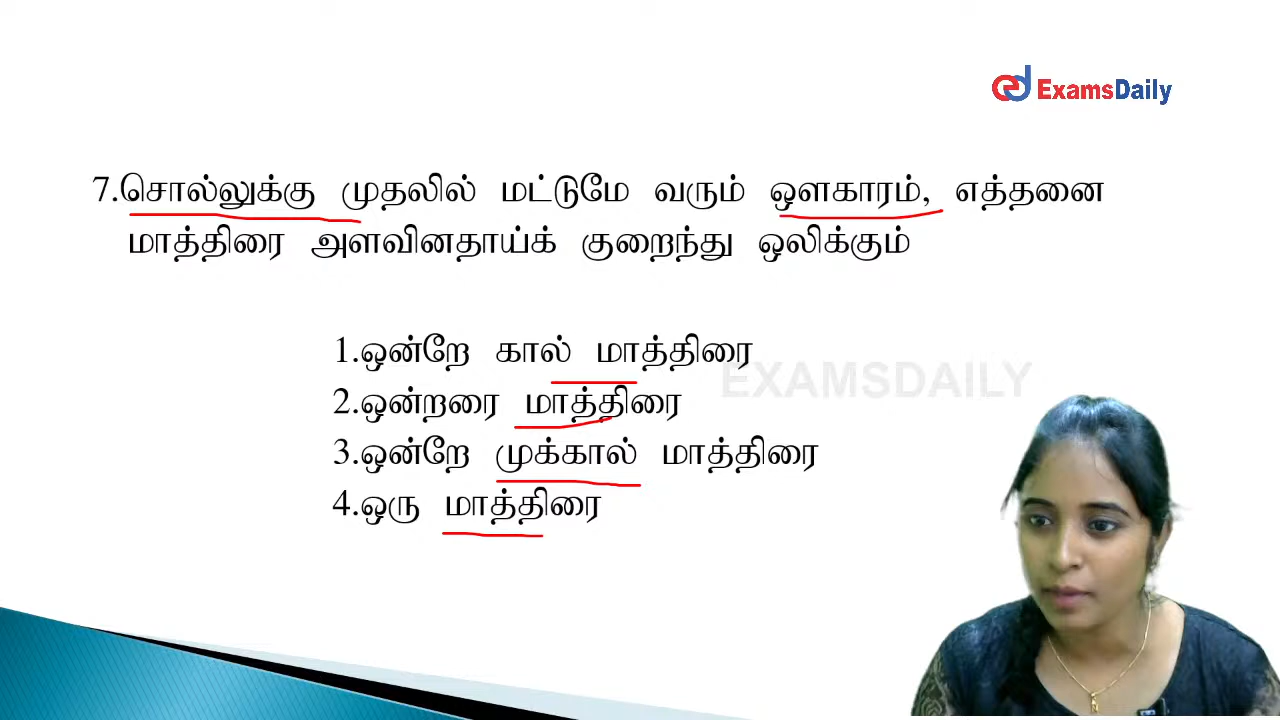 ExamsDaily
7.சொல்லுக்கு முதலில் மட்டுமே வரும் ஒளகாரம், எத்தனை
மாத்திரை அளவினதாய்க் குறைந்து ஒலிக்கும்
1.ஒன்றே கால் மாத்திரை
EXAMSDAILY
2.ஒன்றரை மாத்திரை
3.ஒன்றே முக்கால் மாத்திரை
4.ஒரு மாத்திரை